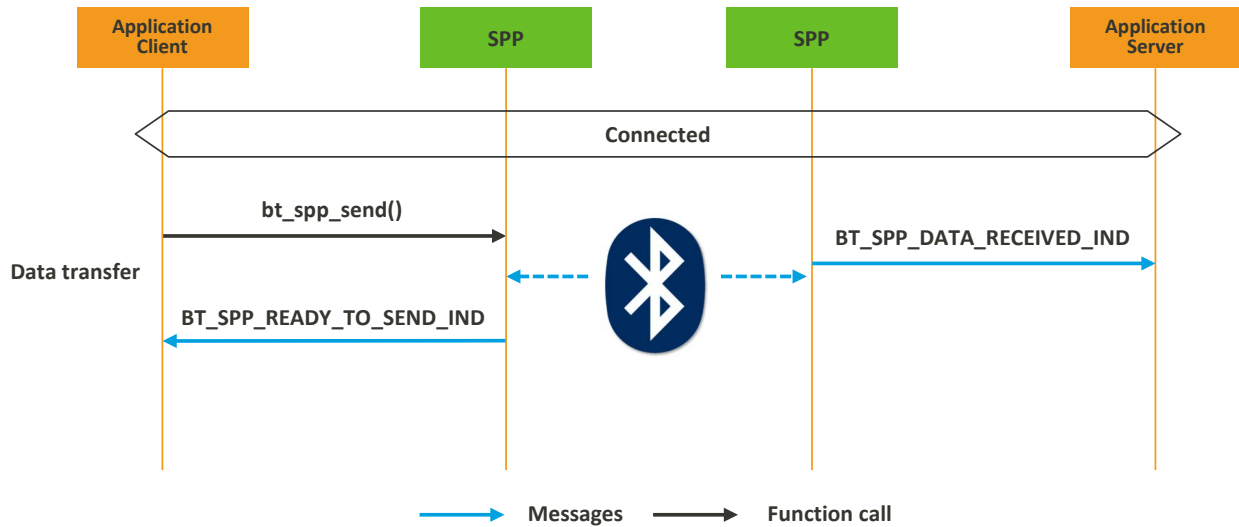 Application
Client
SPP
SPP
Application
Server
Connected
bt_spp_send()
BT_SPP_DATA_RECEIVED_IND
Data transfer
BT_SPP_READY_TO_SEND_IND
Messages
Function call